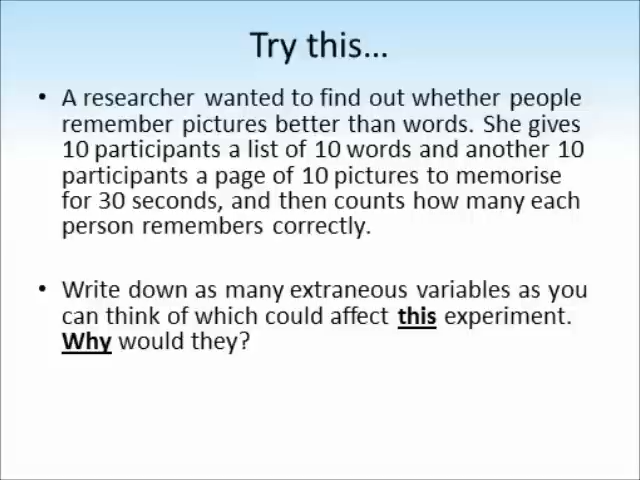 Try this...
• A researcher wanted to find out whether people
remember pictures better than words. She gives
10 participants a list of 10 words and another 10
participants a page of 10 pictures to memorise
for 30 seconds, and then counts how many each
person remembers correctly.
• Write down as many extraneous variables as you
can think of which could affect this experiment.
Why would they?